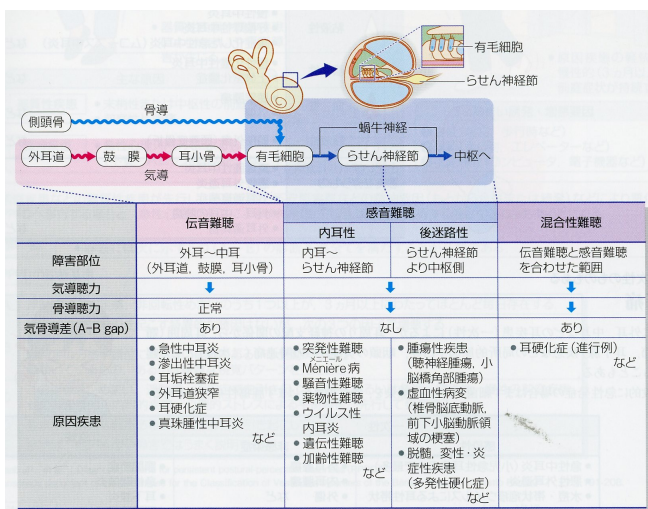 有毛細胞
らせん神経節
骨導
側頭骨
蝸牛神経
外耳道
鼓 膜
耳小骨
有毛細胞
らせん神経節
中枢へ
気導
伝音難聴
感音難聴
混合性難聴
内耳性
後迷路性
障害部位
外耳〜中耳
(外耳道, 鼓膜, 耳小骨)
内耳〜
らせん神経節
らせん神経節
より中枢側
伝音難聴と感音難聴
を合わせた範囲
気導聴力
骨導聴力
正常
気骨導差(A-B gap)
あり
なし
あり
原因疾患
● 急性中耳炎
● 滲出性中耳炎
● 耳垢栓塞症
● 外耳道狭窄
● 耳硬化症
● 真珠腫性中耳炎
など
● 突発性難聴
メニエール
● Ménière病
● 騒音性難聴
● 薬物性難聴
● ウイルス性
内耳炎
● 遺伝性難聴
● 加齢性難聴
など
● 腫瘍性疾患
(聴神経腫瘍, 小
脳橋角部腫瘍)
● 虚血性病変
(椎骨脳底動脈,
前下小脳動脈領
域の梗塞)
● 脱髄, 変性・炎
症性疾患
(多発性硬化症)
など
● 耳硬化症(進行例)
など